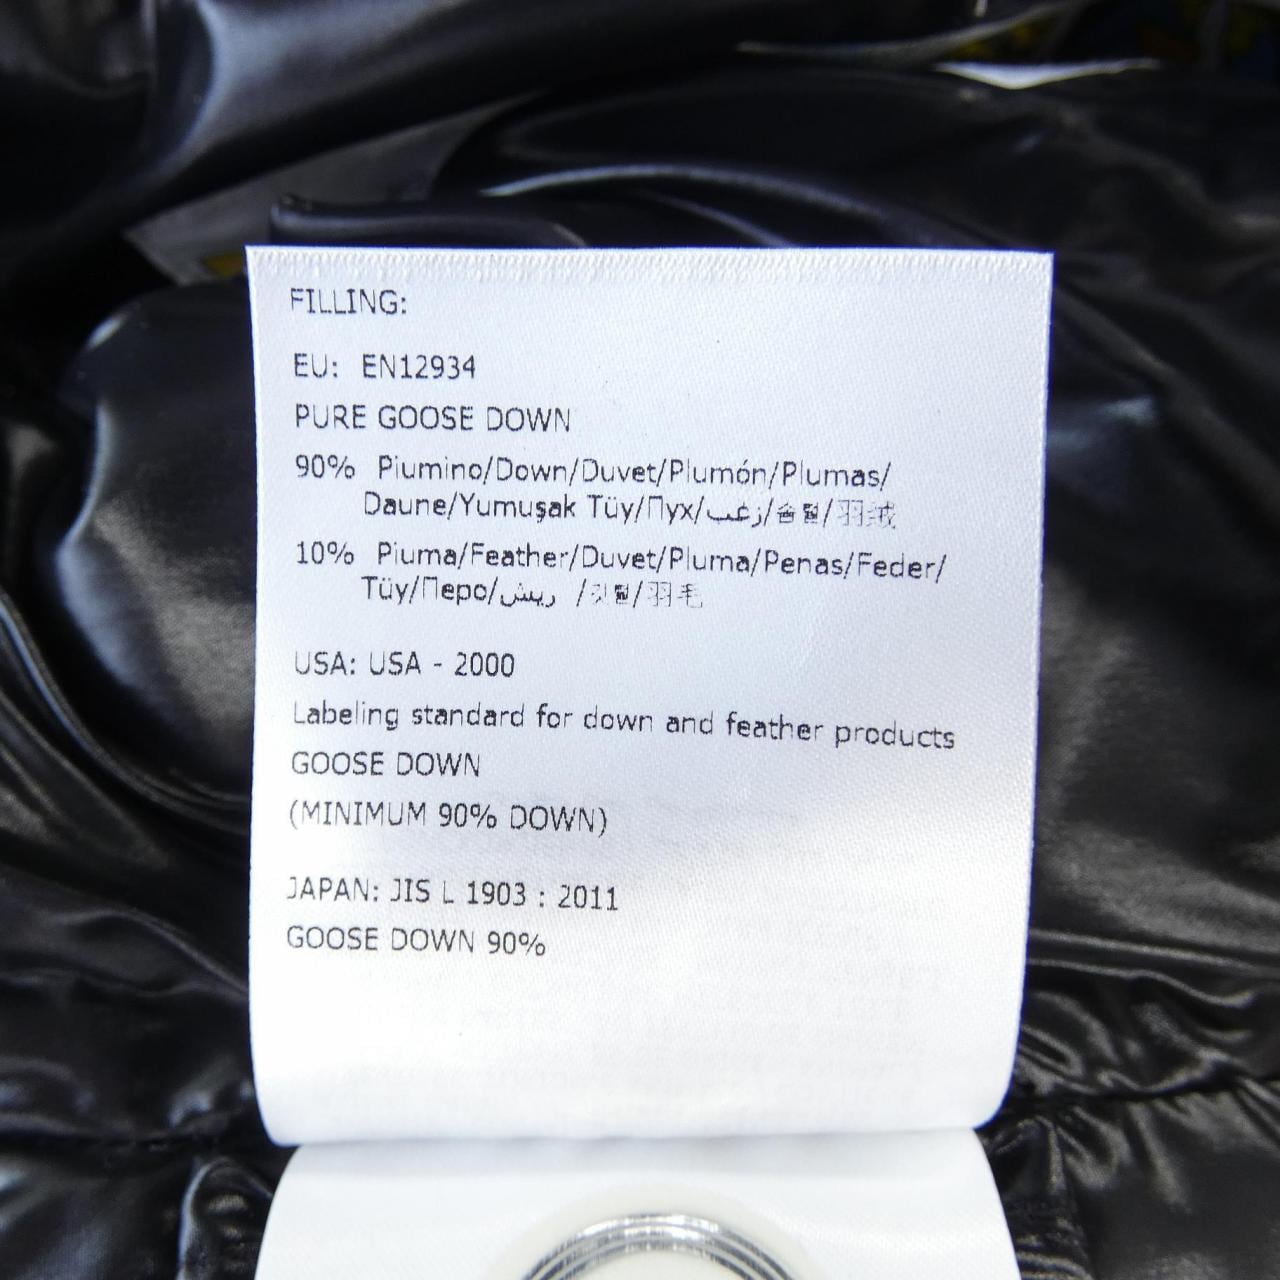 FILLING:
EU: EN12934
PURE GOOSE DOWN
90% Piumino/Down/Duvet/Plumón/Plumas/
Daune/Yumuşak Tüy/Пух/زغب/솜털/羽绒
10% Piuma/Feather/Duvet/Pluma/Penas/Feder/
Tüy/Перо/ريش /깃털/羽毛
USA: USA - 2000
Labeling standard for down and feather products
GOOSE DOWN
(MINIMUM 90% DOWN)
JAPAN: JIS L 1903 : 2011
GOOSE DOWN 90%